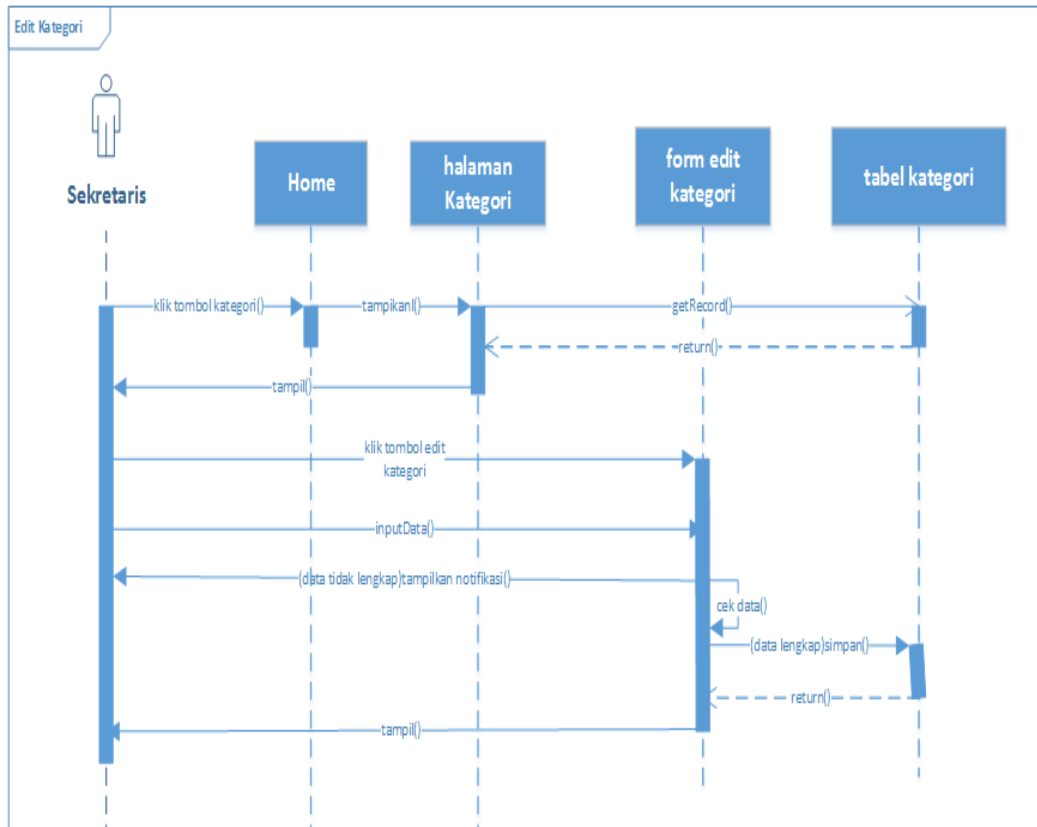 Edit Kategori
Sekretaris
Home
halaman
Kategori
form edit
kategori
tabel kategori
klik tombol kategori()
tampikanl()
getRecord()
return()
tampil()
klik tombol edit
kategori
inputData()
(data tidak lengkap)tampilkan notifikasi()
cek data()
(data lengkap)simpan()
return()
tampil()